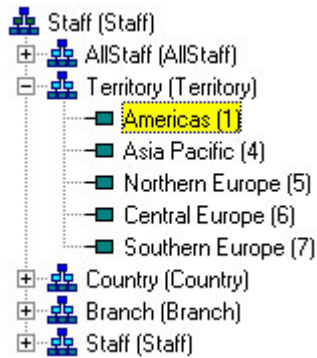 Staff (Staff)
AllStaff (AllStaff)
Territory (Territory)
Americas (1)
Asia Pacific (4)
Northern Europe (5)
Central Europe (6)
Southern Europe (7)
Country (Country)
Branch (Branch)
Staff (Staff)